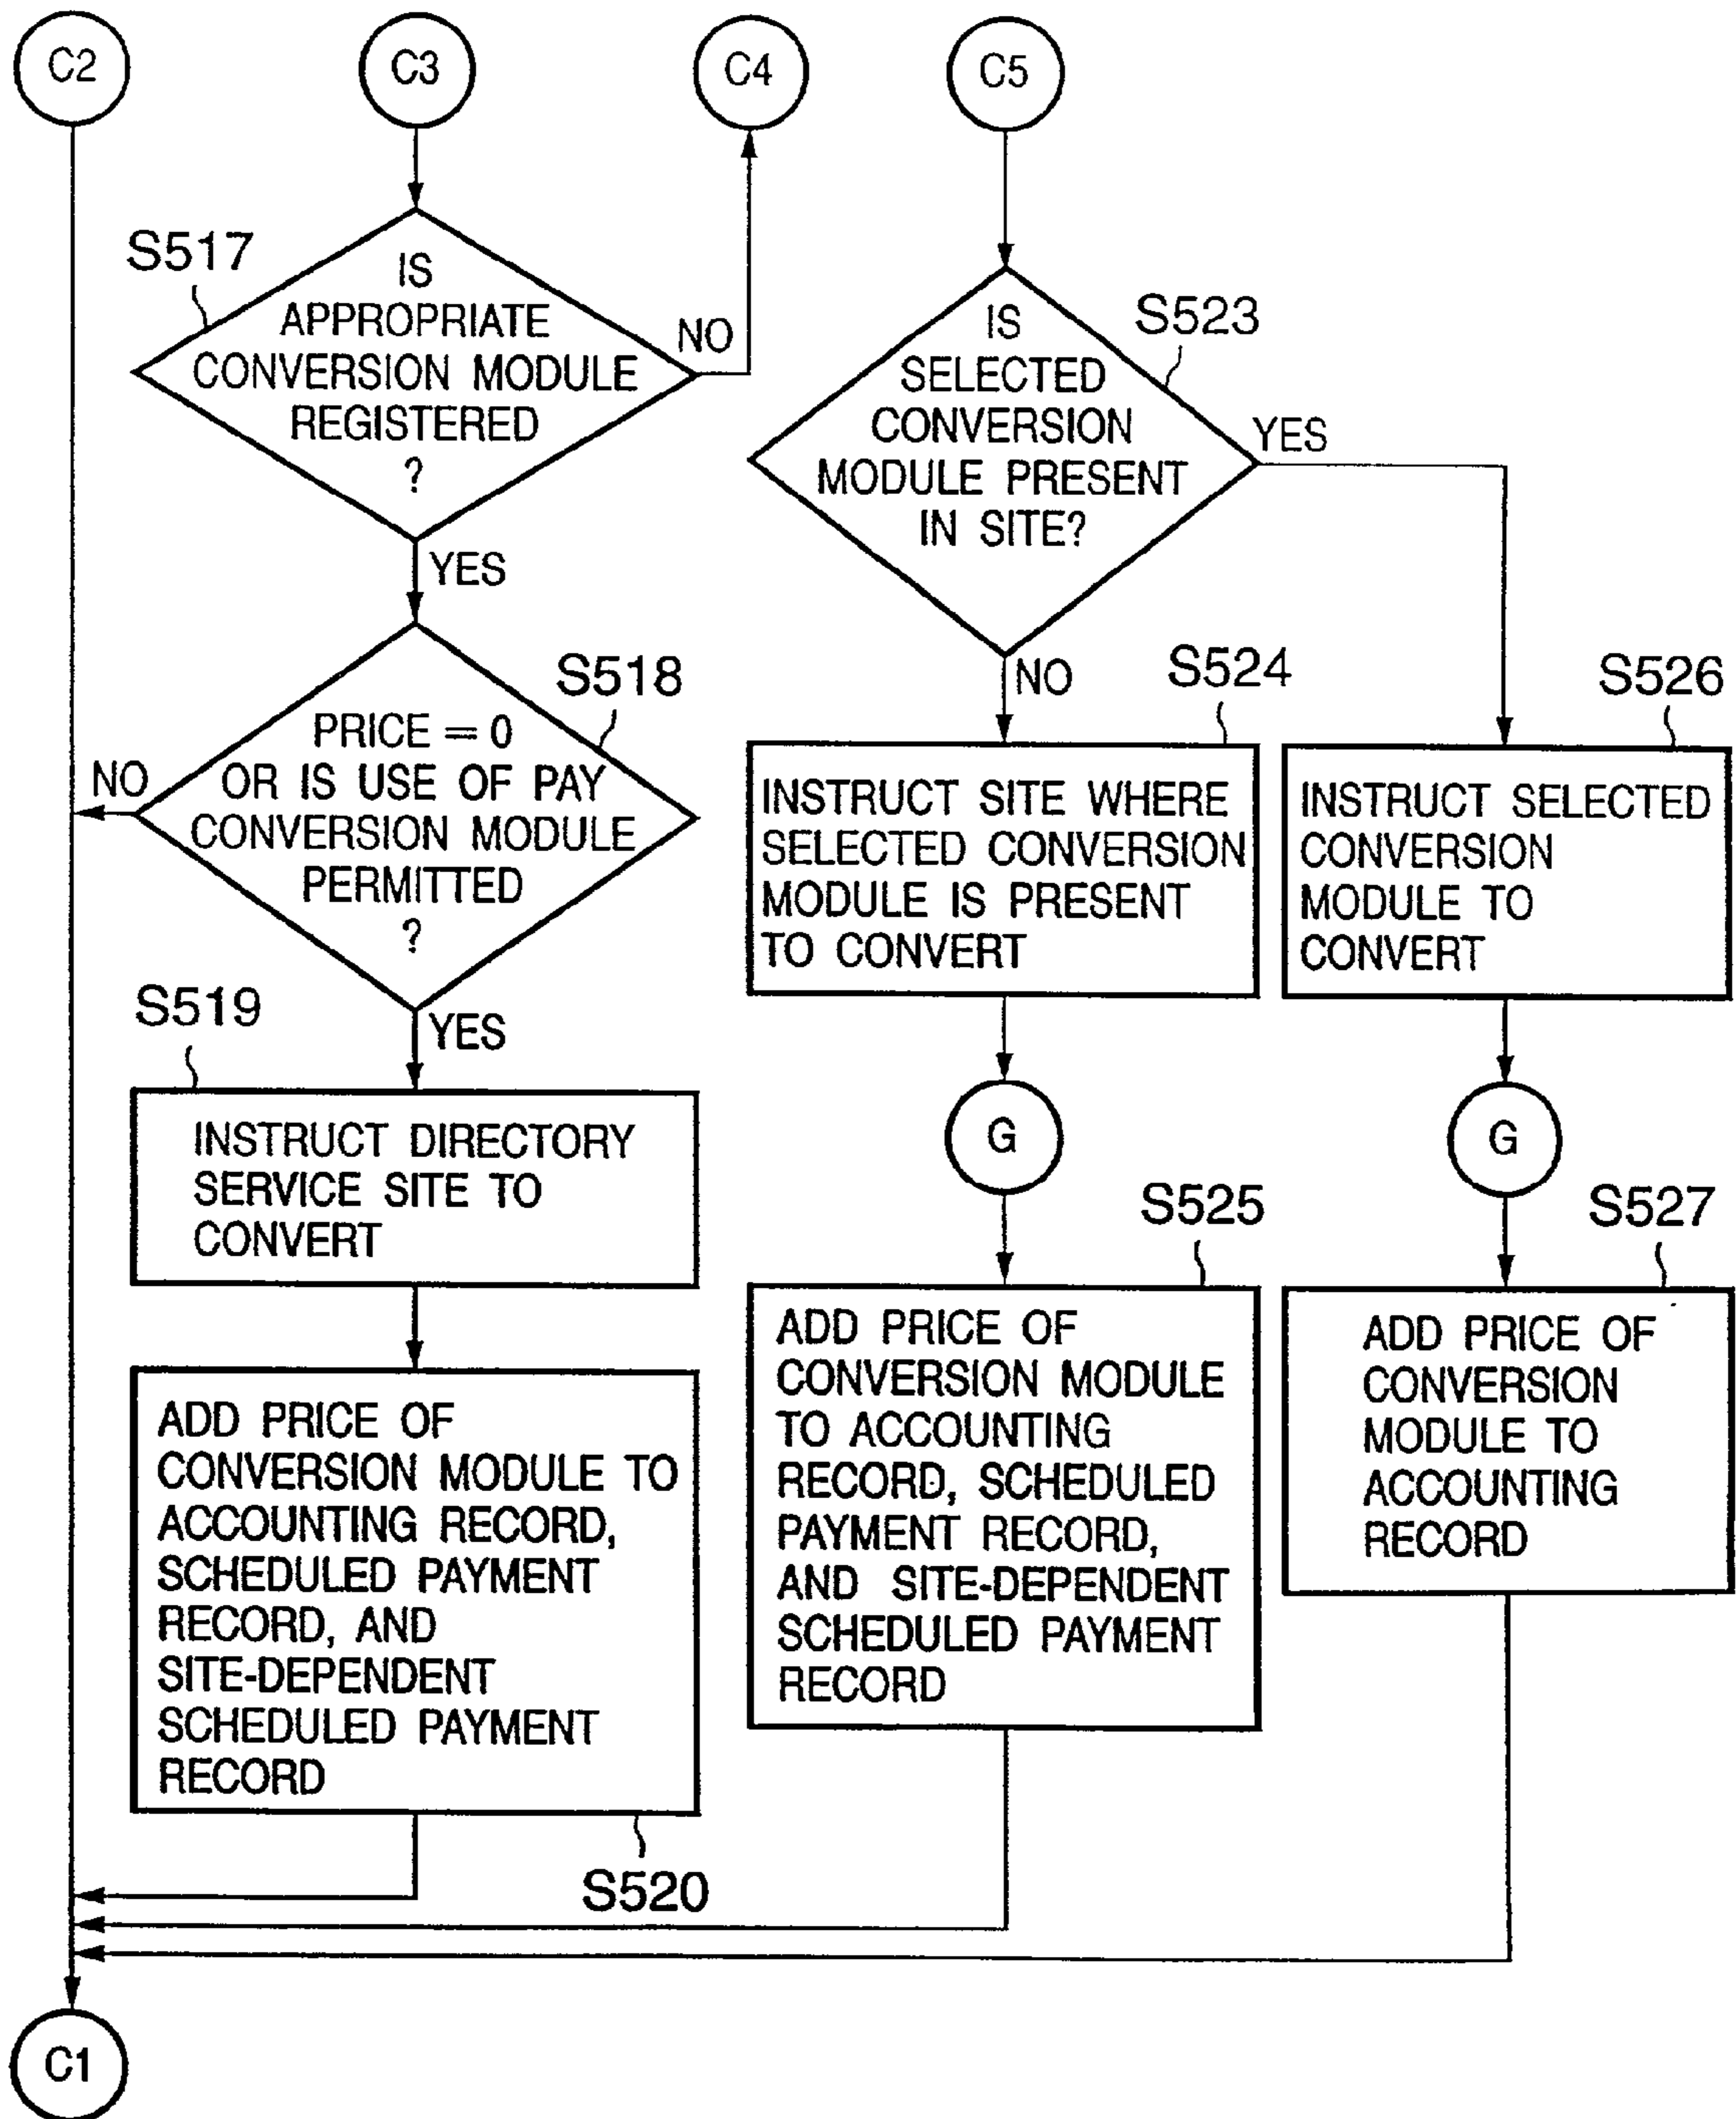 C2
C3
C4
C5
S517
IS
APPROPRIATE
CONVERSION MODULE
REGISTERED
?
NO
YES
S518
PRICE = 0
OR IS USE OF PAY
CONVERSION MODULE
PERMITTED
?
NO
YES
S519
INSTRUCT DIRECTORY
SERVICE SITE TO
CONVERT
ADD PRICE OF
CONVERSION MODULE TO
ACCOUNTING RECORD,
SCHEDULED PAYMENT
RECORD, AND
SITE-DEPENDENT
SCHEDULED PAYMENT
RECORD
S520
S523
IS
SELECTED
CONVERSION
MODULE PRESENT
IN SITE?
YES
NO
S524
INSTRUCT SITE WHERE
SELECTED CONVERSION
MODULE IS PRESENT
TO CONVERT
G
S525
ADD PRICE OF
CONVERSION MODULE
TO ACCOUNTING
RECORD, SCHEDULED
PAYMENT RECORD,
AND SITE-DEPENDENT
SCHEDULED PAYMENT
RECORD
S526
INSTRUCT SELECTED
CONVERSION
MODULE TO
CONVERT
G
S527
ADD PRICE OF
CONVERSION
MODULE TO
ACCOUNTING
RECORD
C1